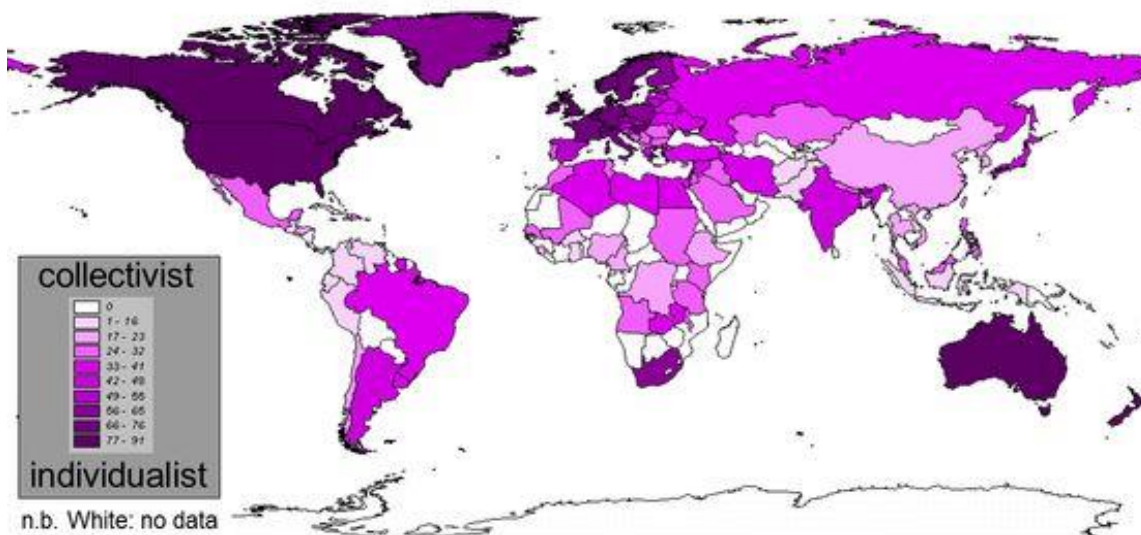 collectivist
0
1 - 16
17 - 23
24 - 32
33 - 41
42 - 48
49 - 55
56 - 65
66 - 76
77 - 91
individualist
n.b. White: no data